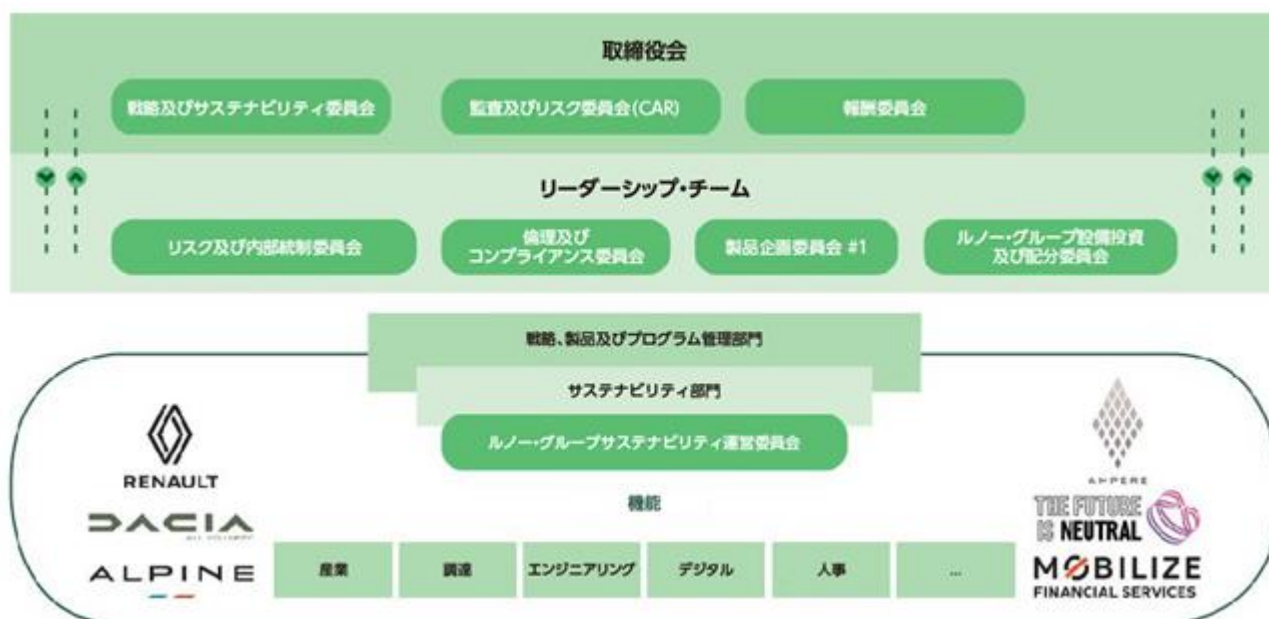 取締役会
戦略及びサステナビリティ委員会
監査及びリスク委員会(CAR)
報酬委員会
リーダーシップ・チーム
リスク及び内部統制委員会
倫理及び
コンプライアンス委員会
製品企画委員会 #1
ルノー・グループ設備投資
及び配分委員会
戦略、製品及びプログラム管理部門
サステナビリティ部門
ルノー・グループサステナビリティ運営委員会
RENAULT
DACIA
ALPINE
機能
産業
調達
エンジニアリング
デジタル
人事
...
AMPERE
THE FUTURE
IS NEUTRAL
MOBILIZE
FINANCIAL SERVICES